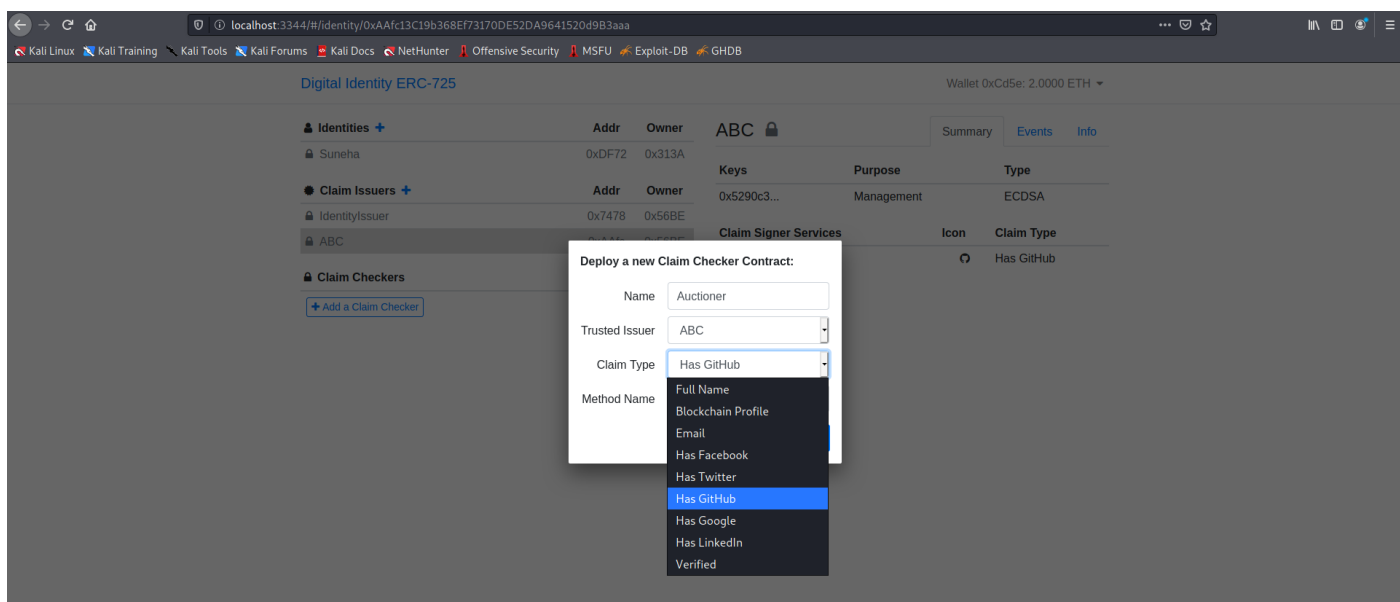 localhost:3344/#/identity/0xAAfc13C19b368Ef73170DE52DA9641520d9B3aaa
Kali Linux Kali Training Kali Tools Kali Forums Kali Docs NetHunter Offensive Security MSFU Exploit-DB GHDB
Digital Identity ERC-725 Wallet 0xCd5e: 2.0000 ETH
Identities + Addr Owner
Suneha 0xDF72 0x313A
Claim Issuers + Addr Owner
IdentityIssuer 0x7478 0x56BE
ABC
Claim Checkers
+ Add a Claim Checker
ABC Summary Events Info
Keys Purpose Type
0x5290c3... Management ECDSA
Claim Signer Services Icon Claim Type
Has GitHub
Deploy a new Claim Checker Contract:
Name Auctioner
Trusted Issuer ABC
Claim Type Has GitHub
Method Name
Full Name
Blockchain Profile
Email
Has Facebook
Has Twitter
Has GitHub
Has Google
Has LinkedIn
Verified